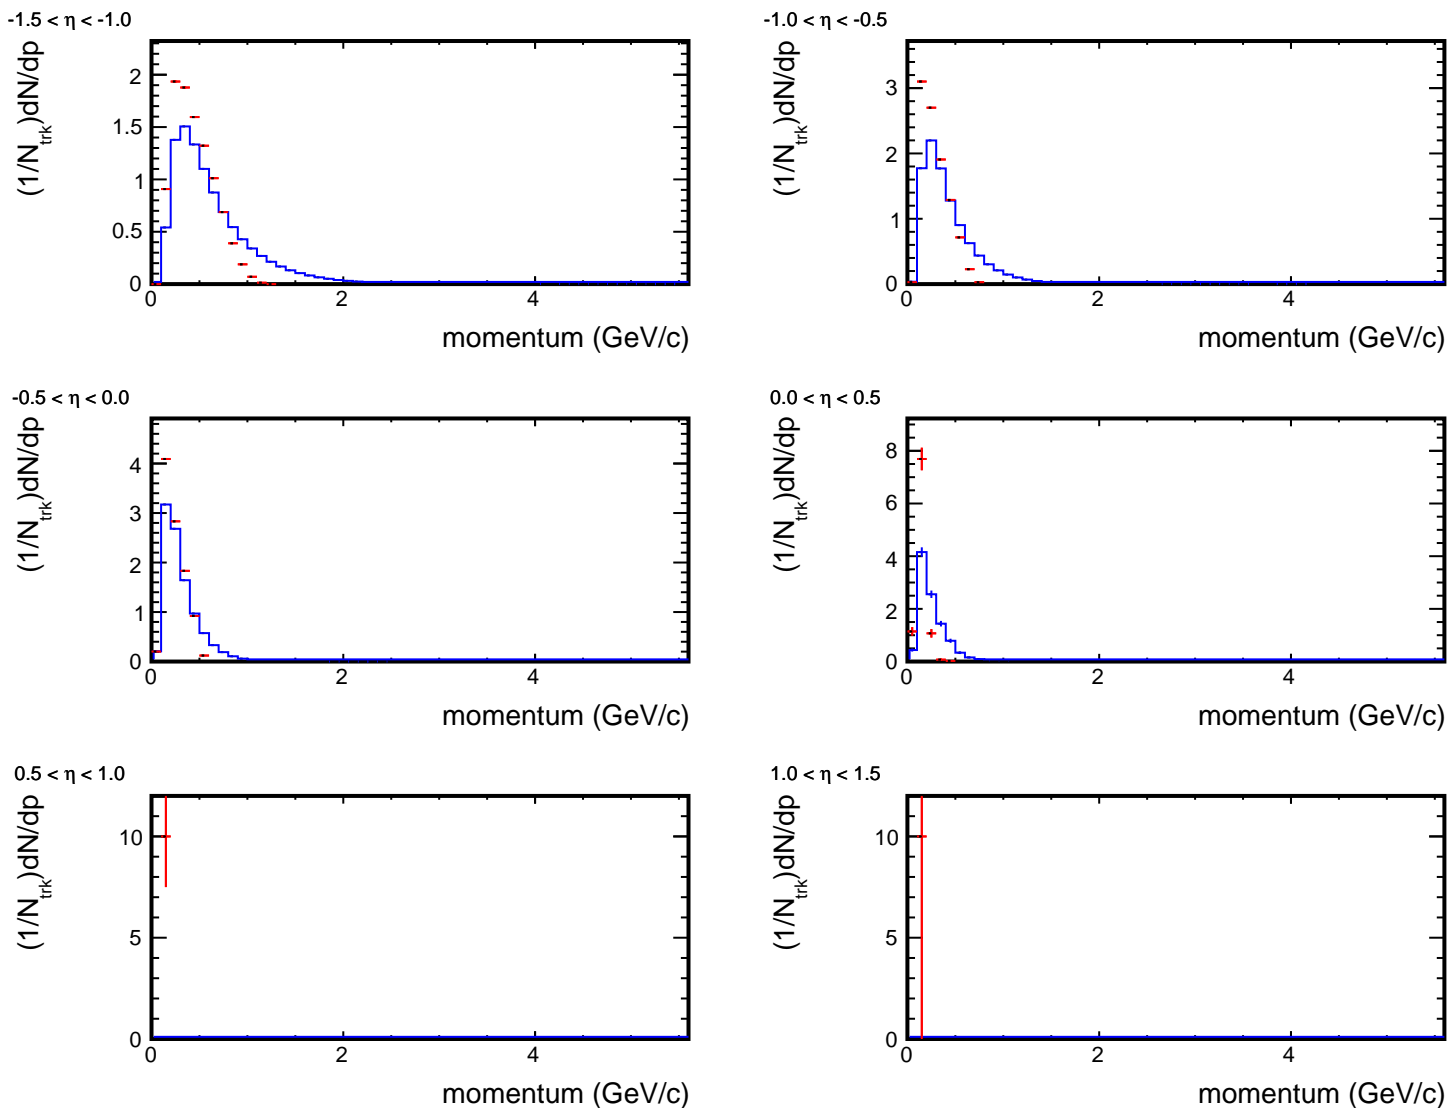 -1.5 < η < -1.0
(1/N_trk)dN/dp
2
1.5
1
0.5
0
0 2 4
momentum (GeV/c)
-1.0 < η < -0.5
(1/N_trk)dN/dp
3
2
1
0
0 2 4
momentum (GeV/c)
-0.5 < η < 0.0
(1/N_trk)dN/dp
4
3
2
1
0
0 2 4
momentum (GeV/c)
0.0 < η < 0.5
(1/N_trk)dN/dp
8
6
4
2
0
0 2 4
momentum (GeV/c)
0.5 < η < 1.0
(1/N_trk)dN/dp
10
5
0
0 2 4
momentum (GeV/c)
1.0 < η < 1.5
(1/N_trk)dN/dp
10
5
0
0 2 4
momentum (GeV/c)